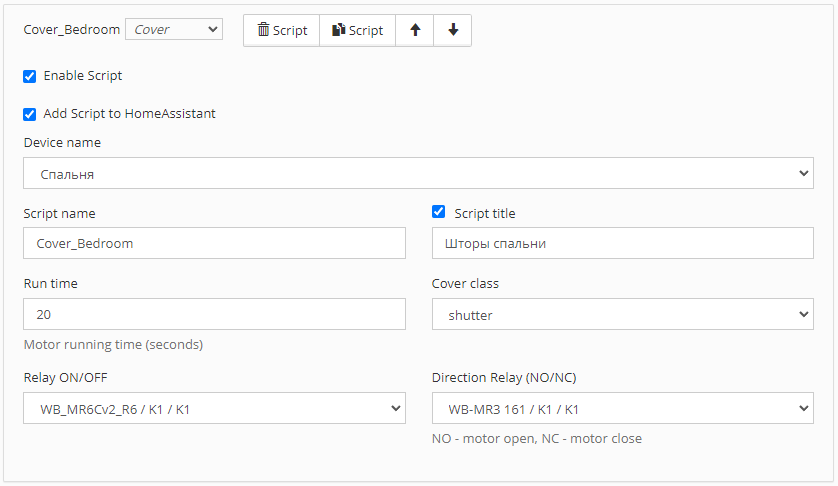 Cover_Bedroom Cover Script Script
Enable Script
Add Script to HomeAssistant
Device name
Спальня
Script name Script title
Cover_Bedroom Шторы спальни
Run time Cover class
20 shutter
Motor running time (seconds)
Relay ON/OFF Direction Relay (NO/NC)
WB_MR6Cv2_R6 / K1 / K1 WB-MR3 161 / K1 / K1
NO - motor open, NC - motor close